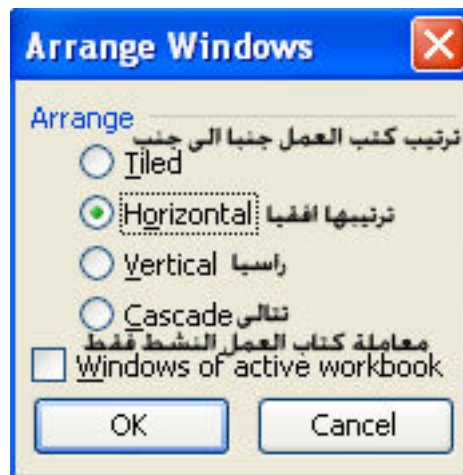 Arrange Windows
Arrange
ترتيب كتب العمل جنبا الى جنب
Tiled
Horizontal ترتيبها افقيا
Vertical راسيا
Cascade تتالى
معاملة كتاب العمل النشط فقط
Windows of active workbook
OK Cancel